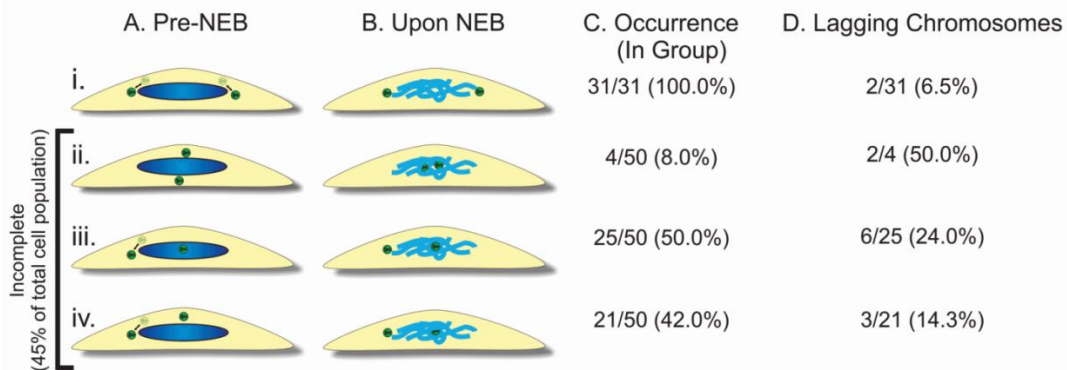 A. Pre-NEB B. Upon NEB C. Occurrence D. Lagging Chromosomes
(In Group)
i. 31/31 (100.0%) 2/31 (6.5%)
Incomplete
(45% of total cell population)
ii. 4/50 (8.0%) 2/4 (50.0%)
iii. 25/50 (50.0%) 6/25 (24.0%)
iv. 21/50 (42.0%) 3/21 (14.3%)